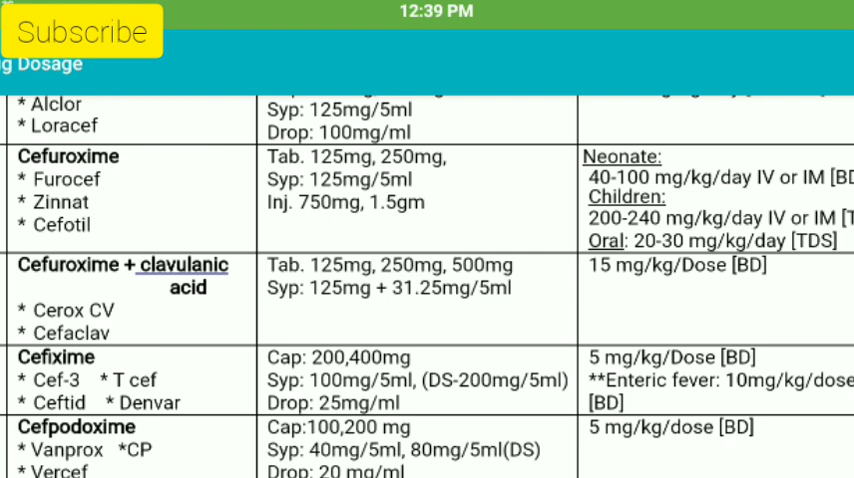 12:39 PM
Subscribe
g Dosage
* Alclor
* Loracef
Syp: 125mg/5ml
Drop: 100mg/ml
Cefuroxime
* Furocef
* Zinnat
* Cefotil
Tab. 125mg, 250mg,
Syp: 125mg/5ml
Inj. 750mg, 1.5gm
Neonate:
40-100 mg/kg/day IV or IM [BD
Children:
200-240 mg/kg/day IV or IM [T
Oral: 20-30 mg/kg/day [TDS]
Cefuroxime + clavulanic
acid
* Cerox CV
* Cefaclav
Tab. 125mg, 250mg, 500mg
Syp: 125mg + 31.25mg/5ml
15 mg/kg/Dose [BD]
Cefixime
* Cef-3 * T cef
* Ceftid * Denvar
Cap: 200,400mg
Syp: 100mg/5ml, (DS-200mg/5ml)
Drop: 25mg/ml
5 mg/kg/Dose [BD]
**Enteric fever: 10mg/kg/dose
[BD]
Cefpodoxime
* Vanprox *CP
* Vercef
Cap:100,200 mg
Syp: 40mg/5ml, 80mg/5ml(DS)
Drop: 20 mg/ml
5 mg/kg/dose [BD]